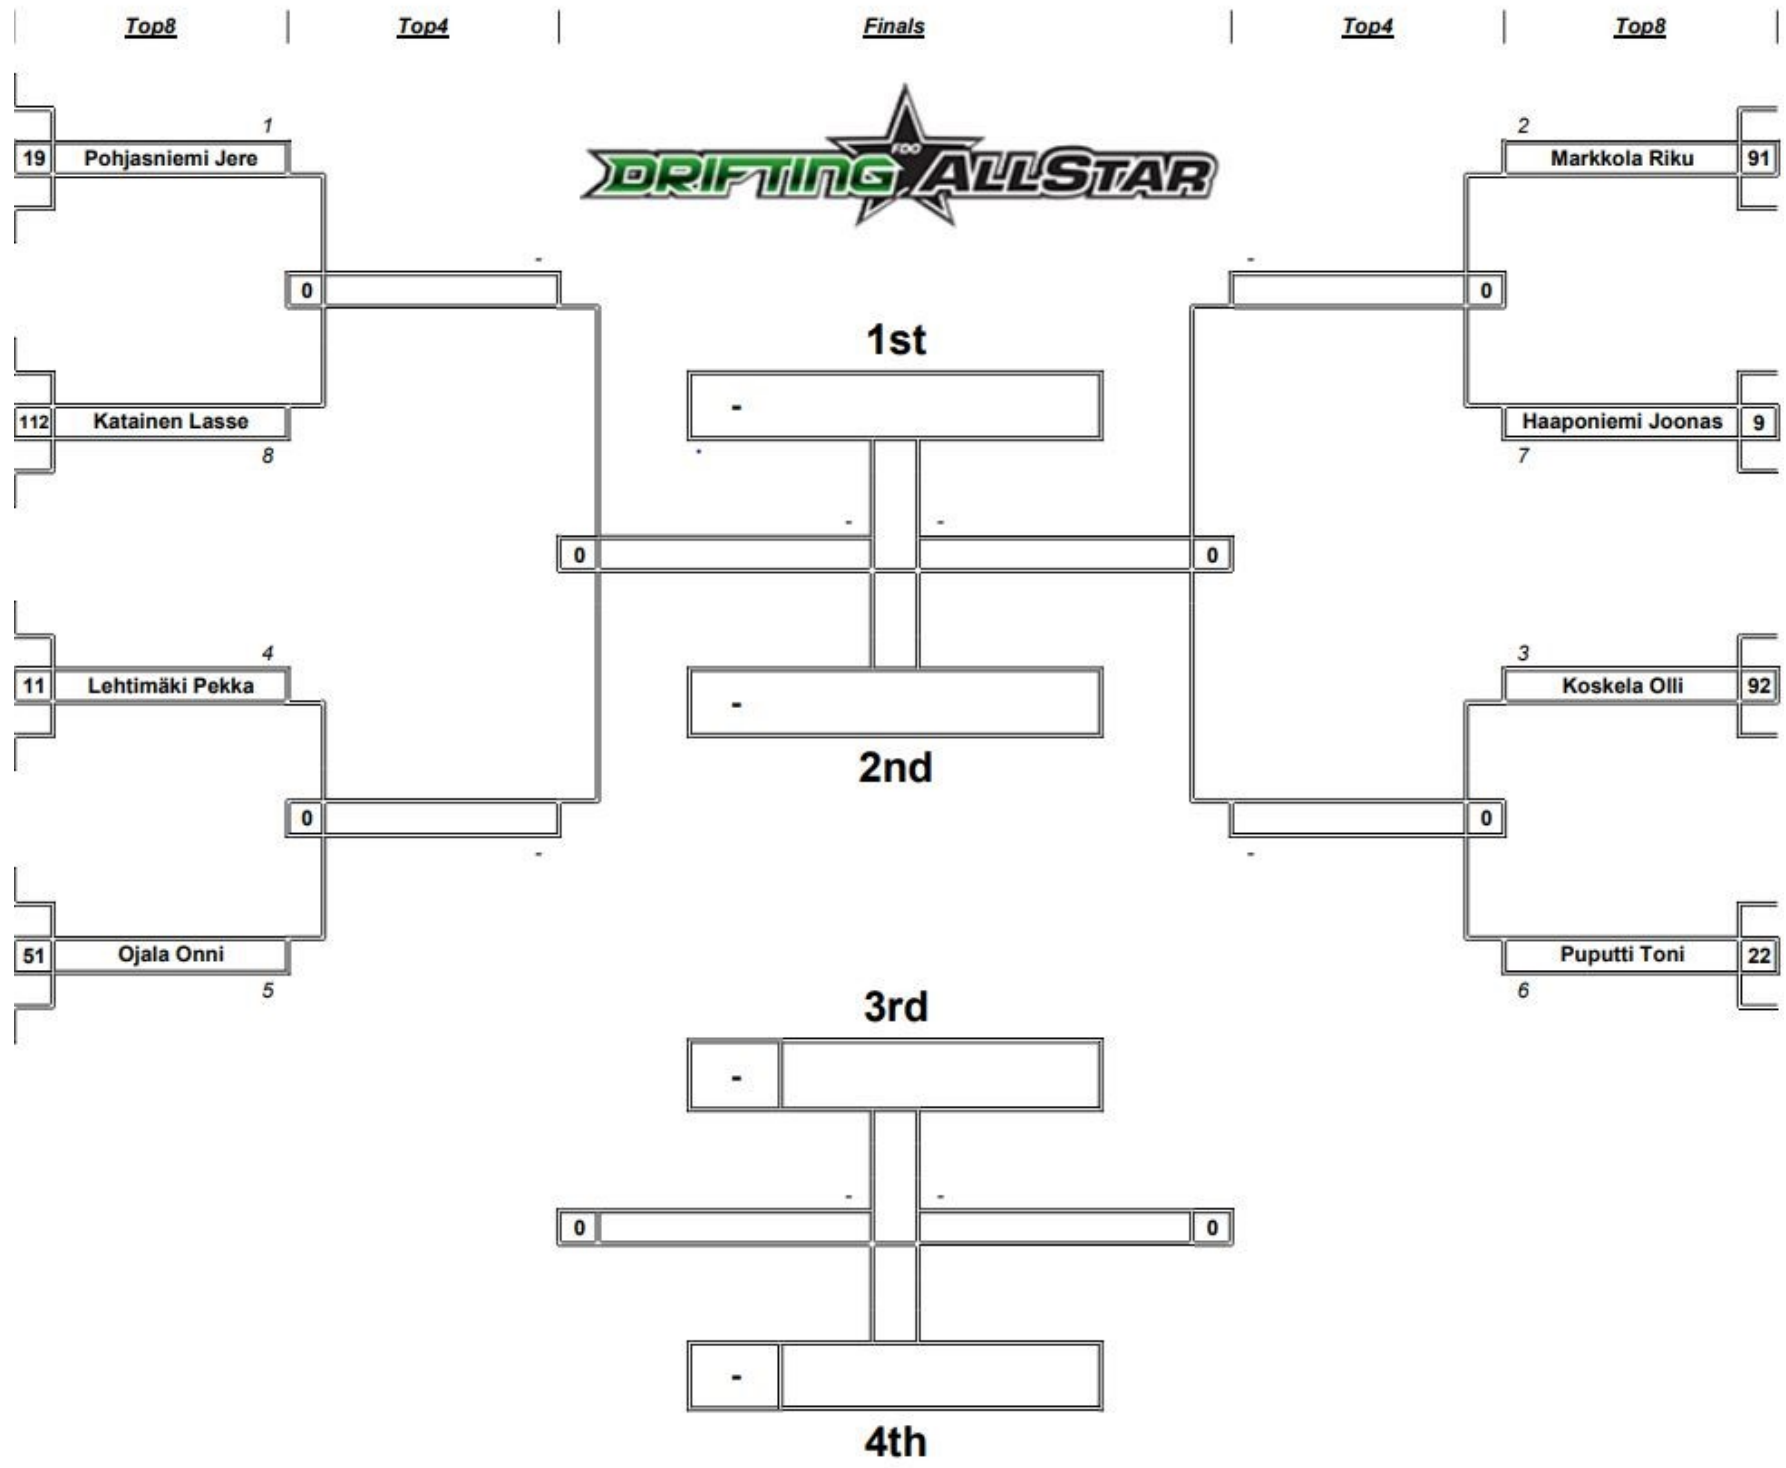 Top8 Top4 Finals Top4 Top8
FDO
DRIFTING ALLSTAR
1 2
19 Pohjasniemi Jere Markkola Riku 91
- -
0 0
1st
-
112 Katainen Lasse Haaponiemi Joonas 9
8 7
- -
0 0
4 3
11 Lehtimäki Pekka Koskela Olli 92
-
2nd
0 0
- -
51 Ojala Onni Puputti Toni 22
5 6
3rd
-
- -
0 0
-
4th